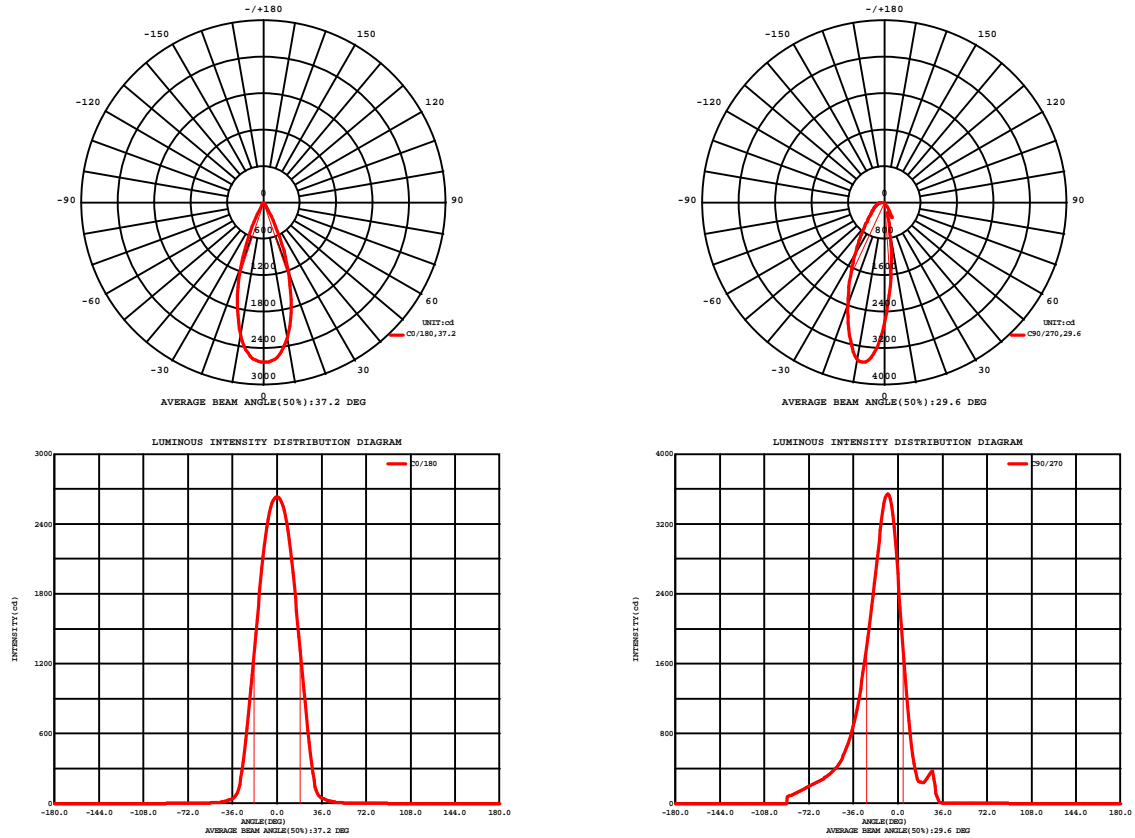 -/+180
-150
150
-120
120
-90
90
-60
60
-30
30
0
0
600
1200
1800
2400
3000
UNIT:cd
C0/180,37.2
AVERAGE BEAM ANGLE(50%):37.2 DEG
-/+180
-150
150
-120
120
-90
90
-60
60
-30
30
0
0
800
1600
2400
3200
4000
UNIT:cd
C90/270,29.6
AVERAGE BEAM ANGLE(50%):29.6 DEG
LUMINOUS INTENSITY DISTRIBUTION DIAGRAM
C0/180
INTENSITY(cd)
3000
2400
1800
1200
600
0
-180.0 -144.0 -108.0 -72.0 -36.0 0.0 36.0 72.0 108.0 144.0 180.0
ANGLE(DEG)
AVERAGE BEAM ANGLE(50%):37.2 DEG
LUMINOUS INTENSITY DISTRIBUTION DIAGRAM
C90/270
INTENSITY(cd)
4000
3200
2400
1600
800
0
-180.0 -144.0 -108.0 -72.0 -36.0 0.0 36.0 72.0 108.0 144.0 180.0
ANGLE(DEG)
AVERAGE BEAM ANGLE(50%):29.6 DEG